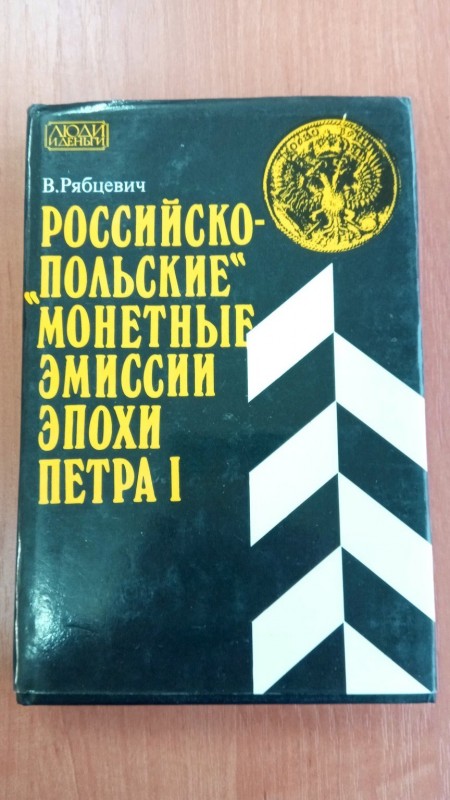 ЛЮДИ
И ДЕНЬГИ
В.Рябцевич
РОССИЙСКО-
„ПОЛЬСКИЕ“
МОНЕТНЫЕ
ЭМИССИИ
ЭПОХИ
ПЕТРА I